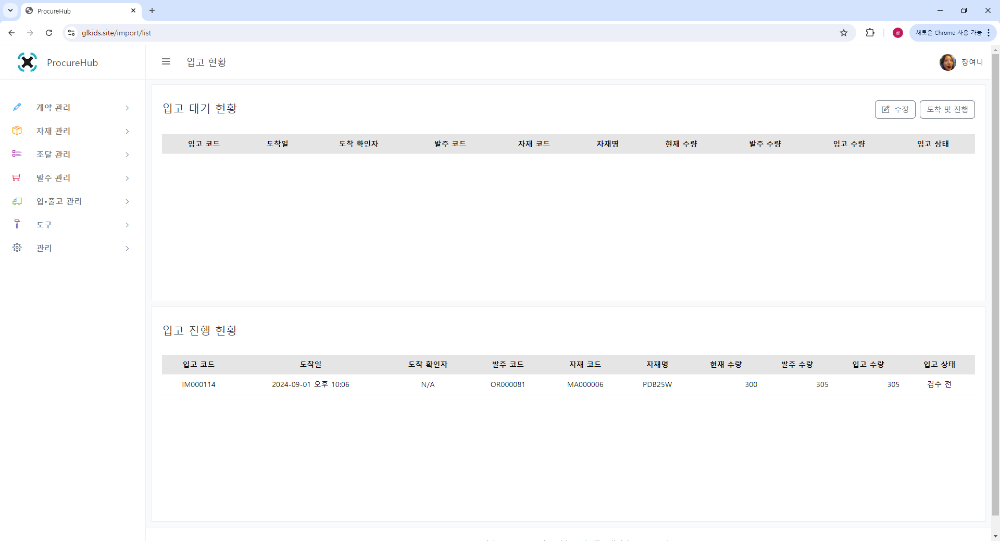 ProcureHub
glkids.site/import/list
곰
새로운 Chrome 사용 가능
ProcureHub
입고 현황
장여니
계약 관리
자재 관리
조달 관리
발주 관리
입•출고 관리
도구
관리
입고 대기 현황
수정
도착 및 진행
입고 코드 도착일 도착 확인자 발주 코드 자재 코드 자재명 현재 수량 발주 수량 입고 수량 입고 상태
입고 진행 현황
입고 코드 도착일 도착 확인자 발주 코드 자재 코드 자재명 현재 수량 발주 수량 입고 수량 입고 상태
IM000114 2024-09-01 오후 10:06 N/A OR000081 MA000006 PDB25W 300 305 305 검수 전